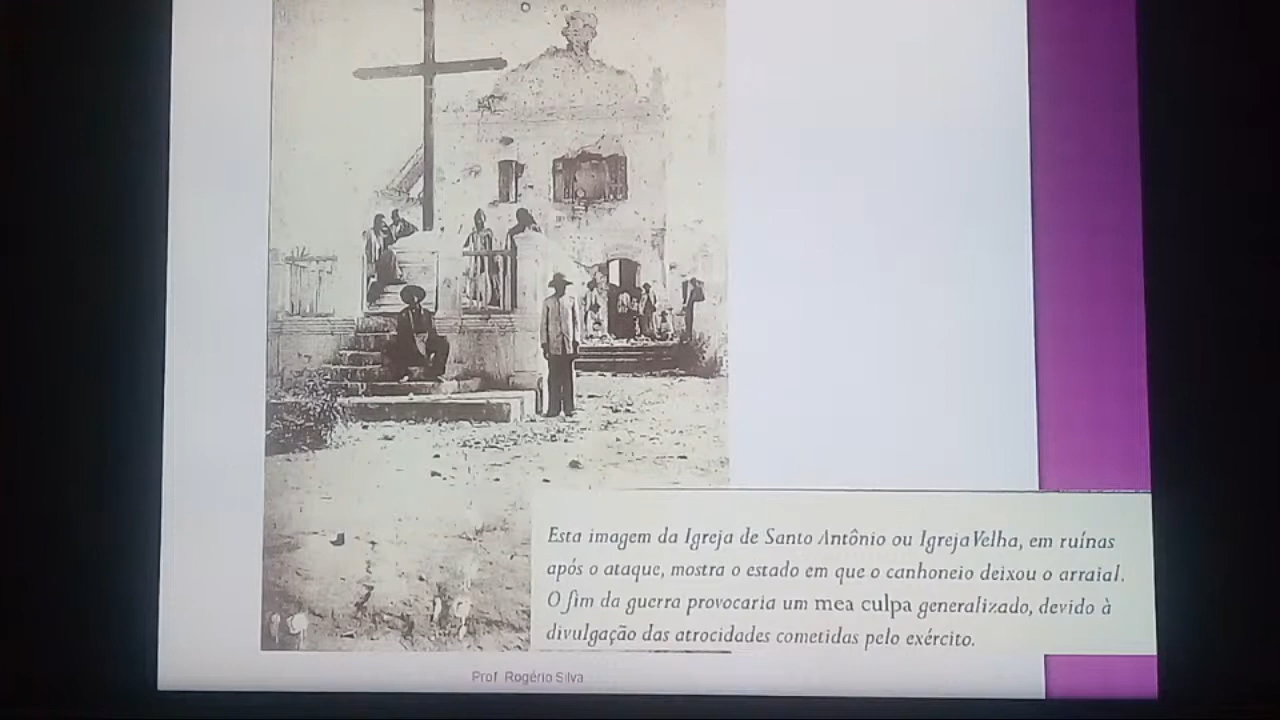 Esta imagem da Igreja de Santo Antônio ou Igreja Velha, em ruínas
após o ataque, mostra o estado em que o canhoneio deixou o arraial.
O fim da guerra provocaria um mea culpa generalizado, devido à
divulgação das atrocidades cometidas pelo exército.
Prof Rogério Silva